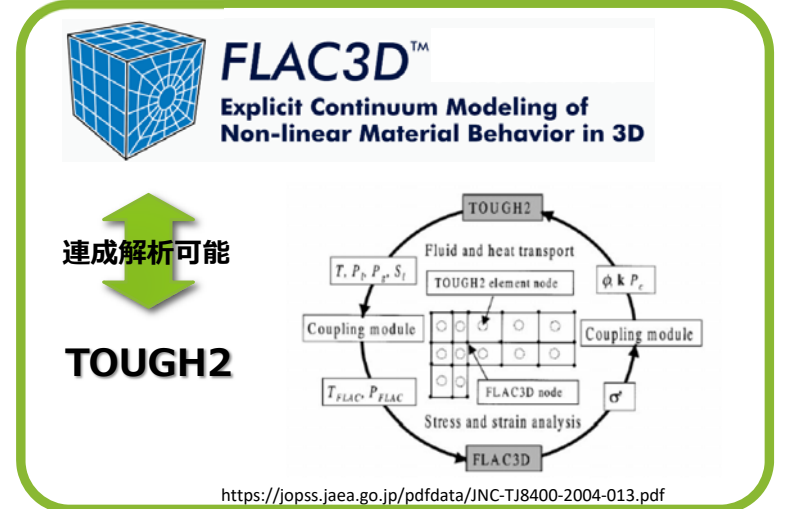 FLAC3D™
Explicit Continuum Modeling of
Non-linear Material Behavior in 3D
連成解析可能
TOUGH2
TOUGH2
Fluid and heat transport
T, Pl, Pg, Sl
TOUGH2 element node
ϕ, k Pc
Coupling module
Coupling module
FLAC3D node
TFLAC, PFLAC
σ'
Stress and strain analysis
FLAC3D
https://jopss.jaea.go.jp/pdfdata/JNC-TJ8400-2004-013.pdf